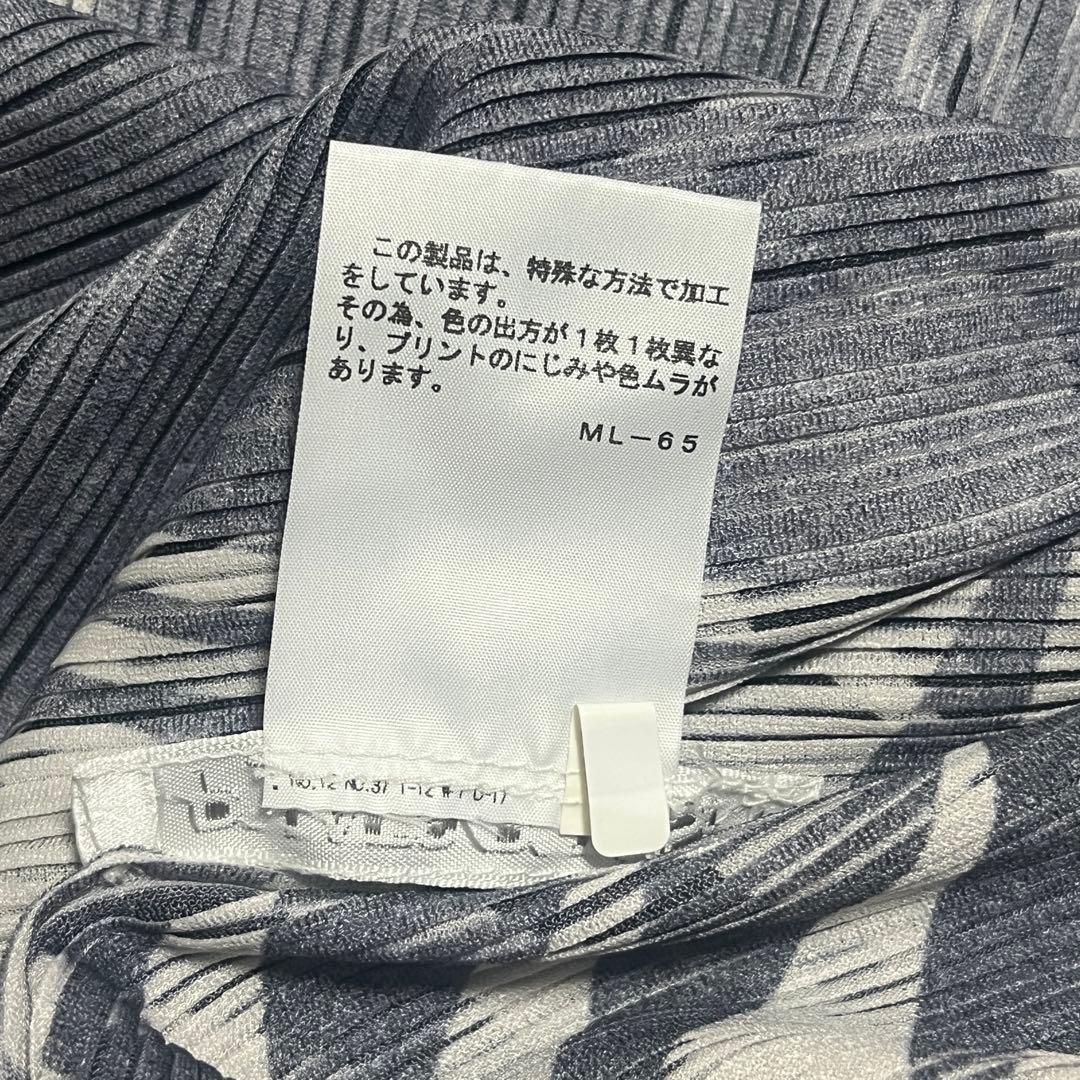 この製品は、特殊な方法で加工
をしています。
その為、色の出方が１枚１枚異な
り、プリントのにじみや色ムラが
あります。
ＭＬ－６５